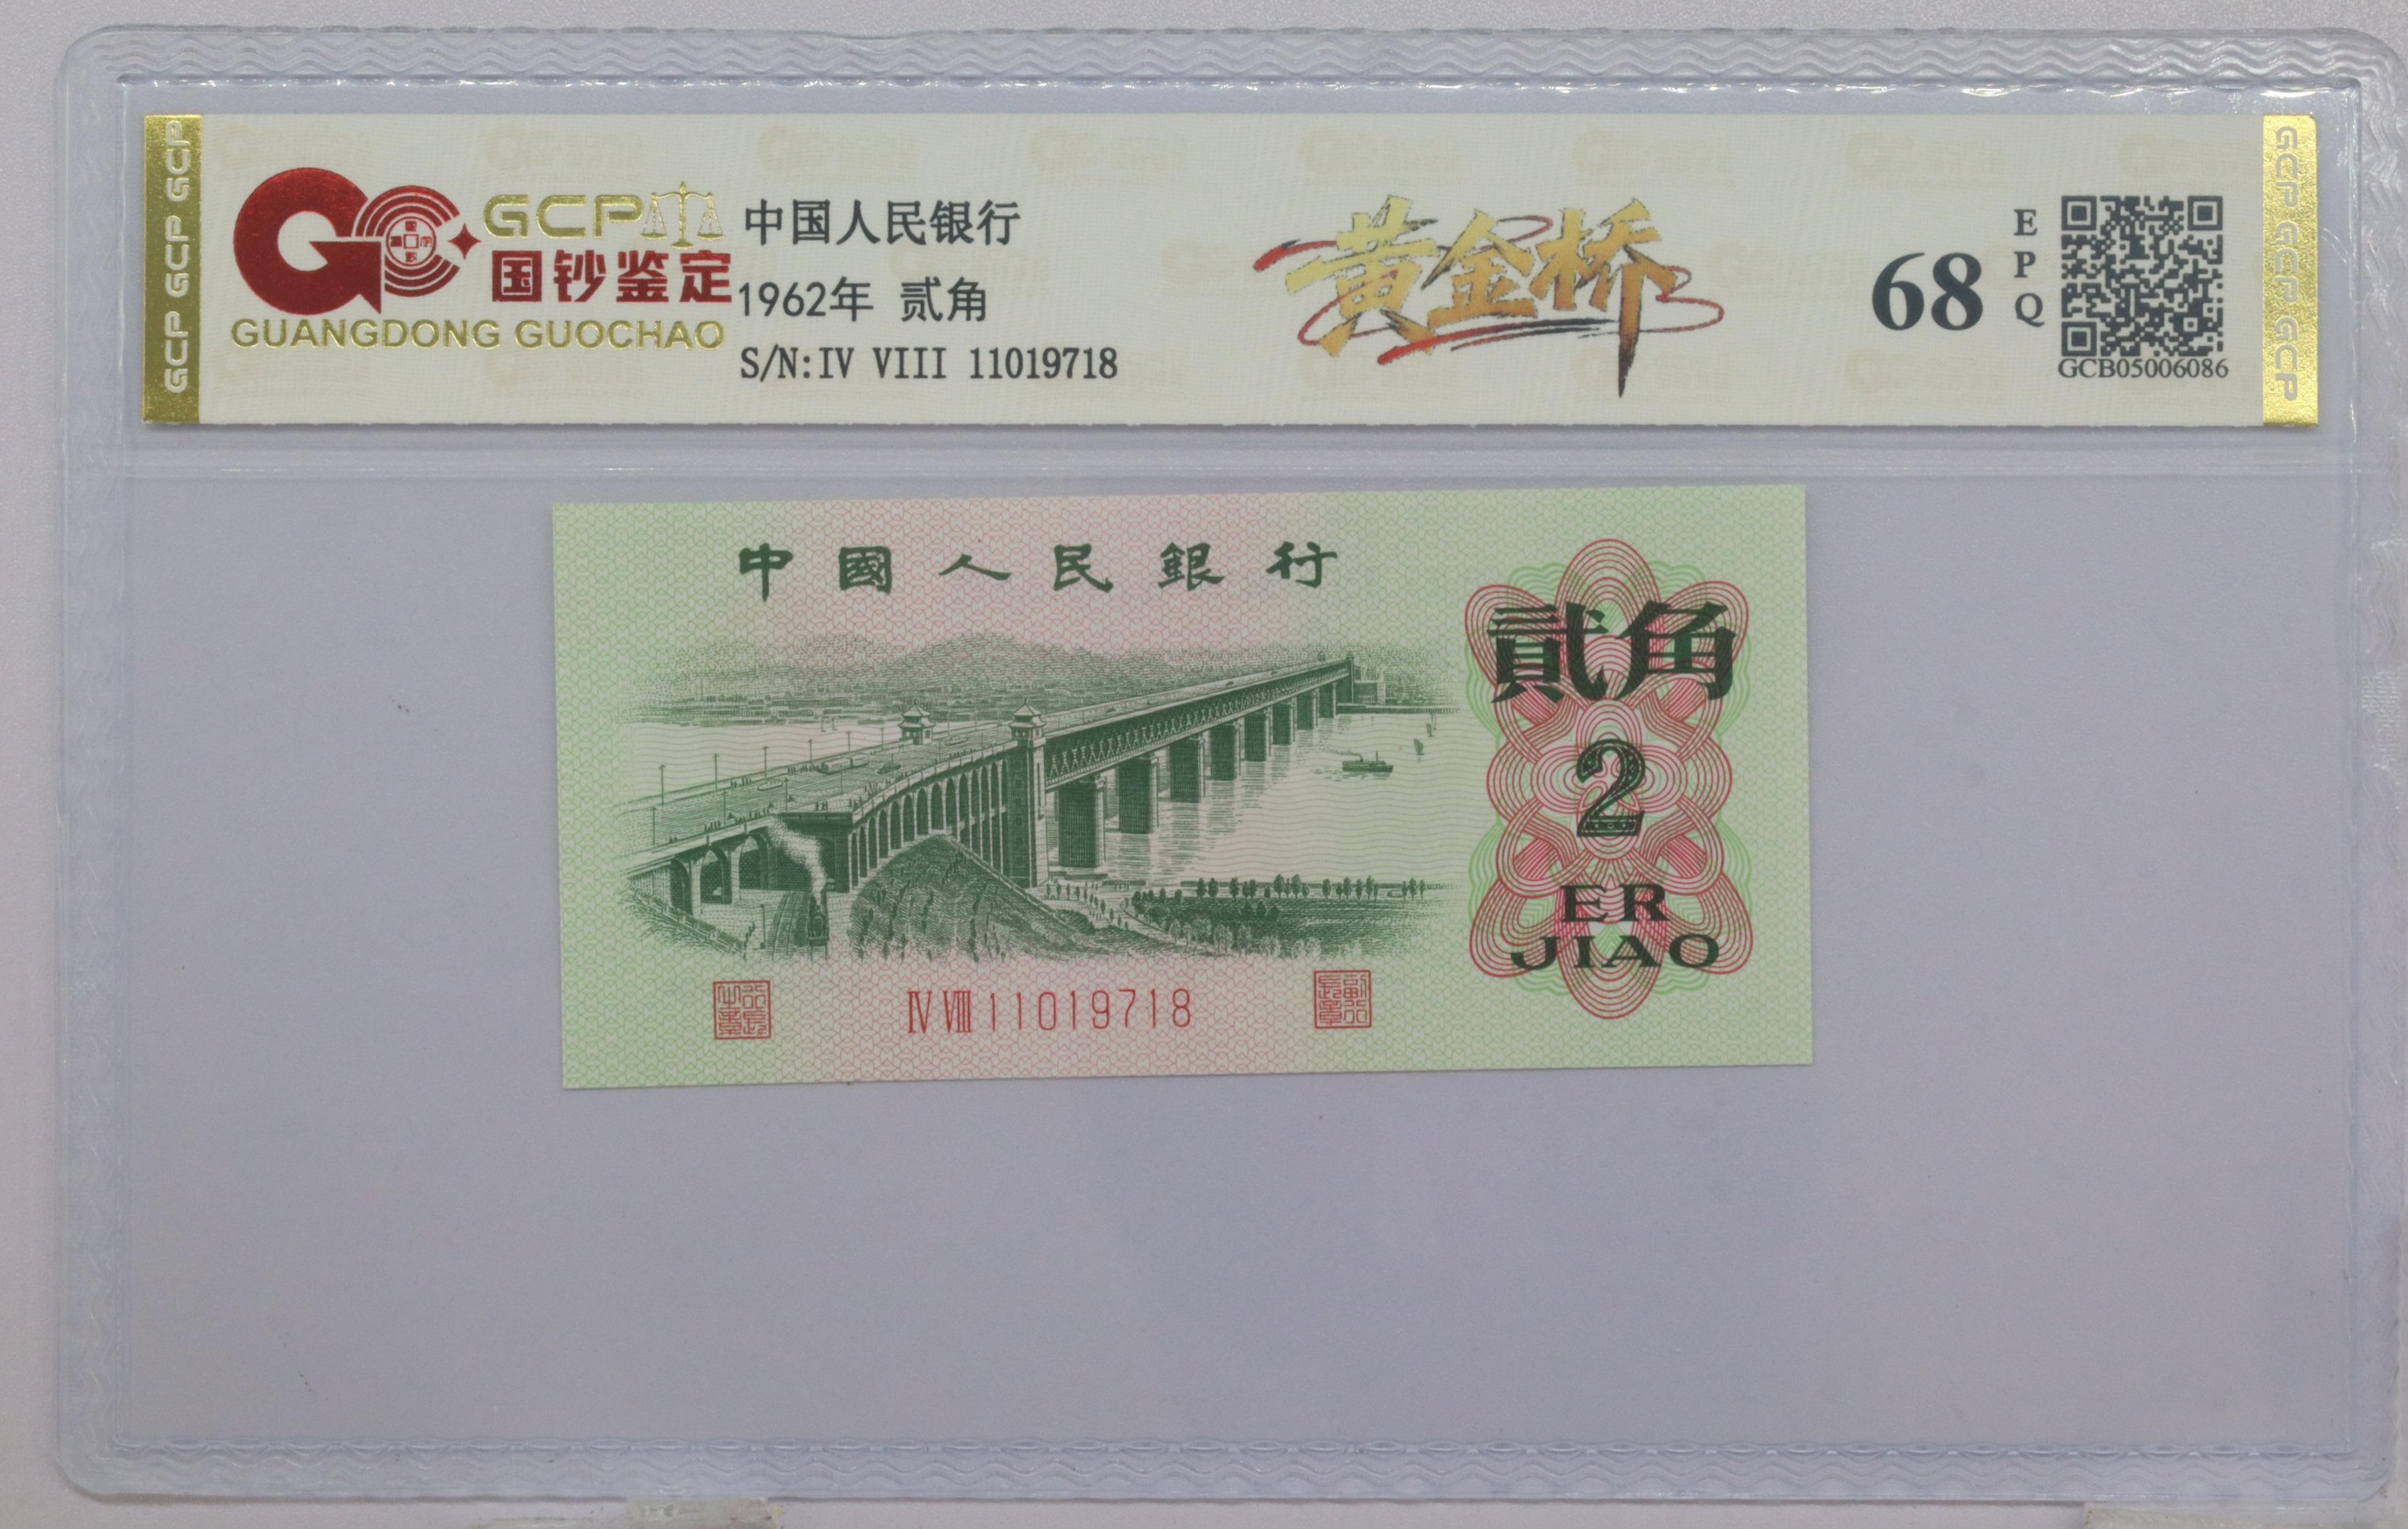 GCP GCP GCP
GCP
国钞鉴定
GUANGDONG GUOCHAO
中国人民银行
1962年 贰角
S/N:IV VIII 11019718
黄金桥
68
E
P
Q
GCB05006086
GCP GCP GCP
中國人民銀行
貳角
2
ER
JIAO
IV VIII 11019718